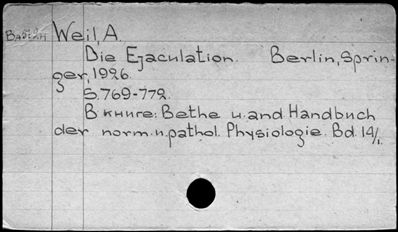 Weil, A.
Die Ejaculation. Berlin, Sprin-
ger, 1926.
S. 769-772.
В книге: Bethe u. and. Handbuch
der norm. u. pathol. Physiologie. Bd. 14/1.